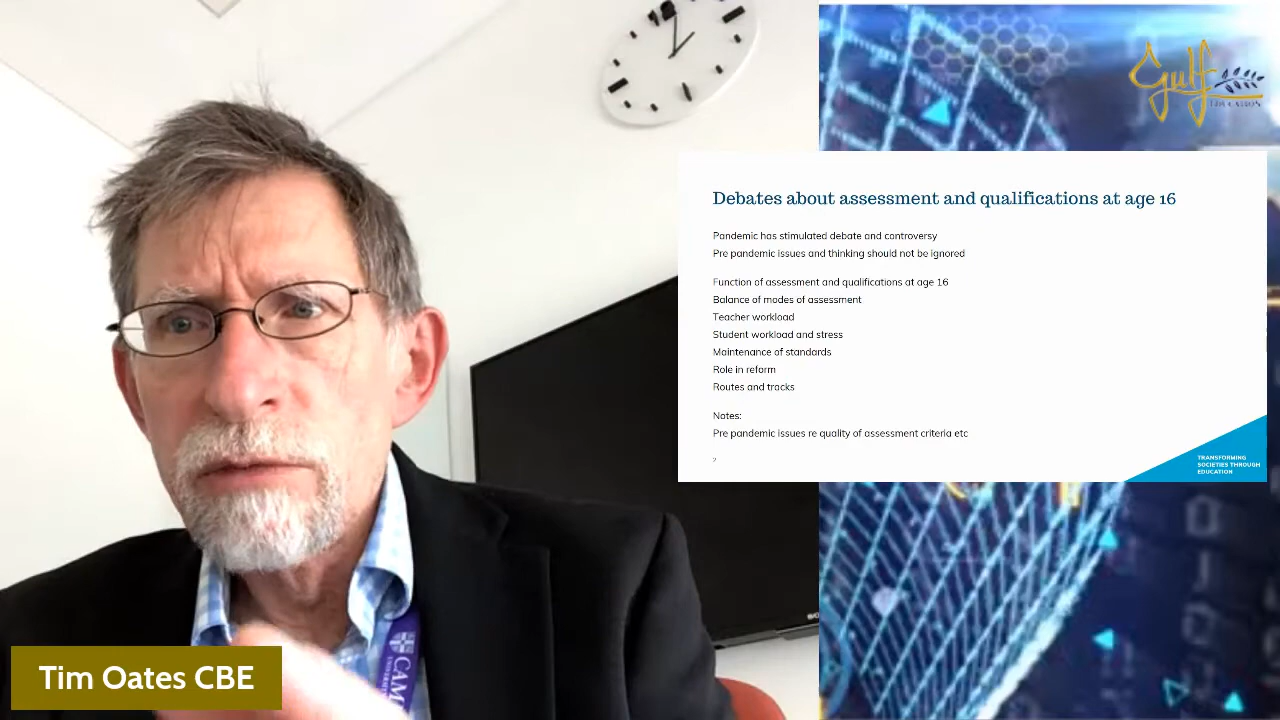 Gulf
EDUCATION
Debates about assessment and qualifications at age 16
Pandemic has stimulated debate and controversy
Pre pandemic issues and thinking should not be ignored
Function of assessment and qualifications at age 16
Balance of modes of assessment
Teacher workload
Student workload and stress
Maintenance of standards
Role in reform
Routes and tracks
Notes:
Pre pandemic issues re quality of assessment criteria etc
2
TRANSFORMING
SOCIETIES THROUGH
EDUCATION
Tim Oates CBE